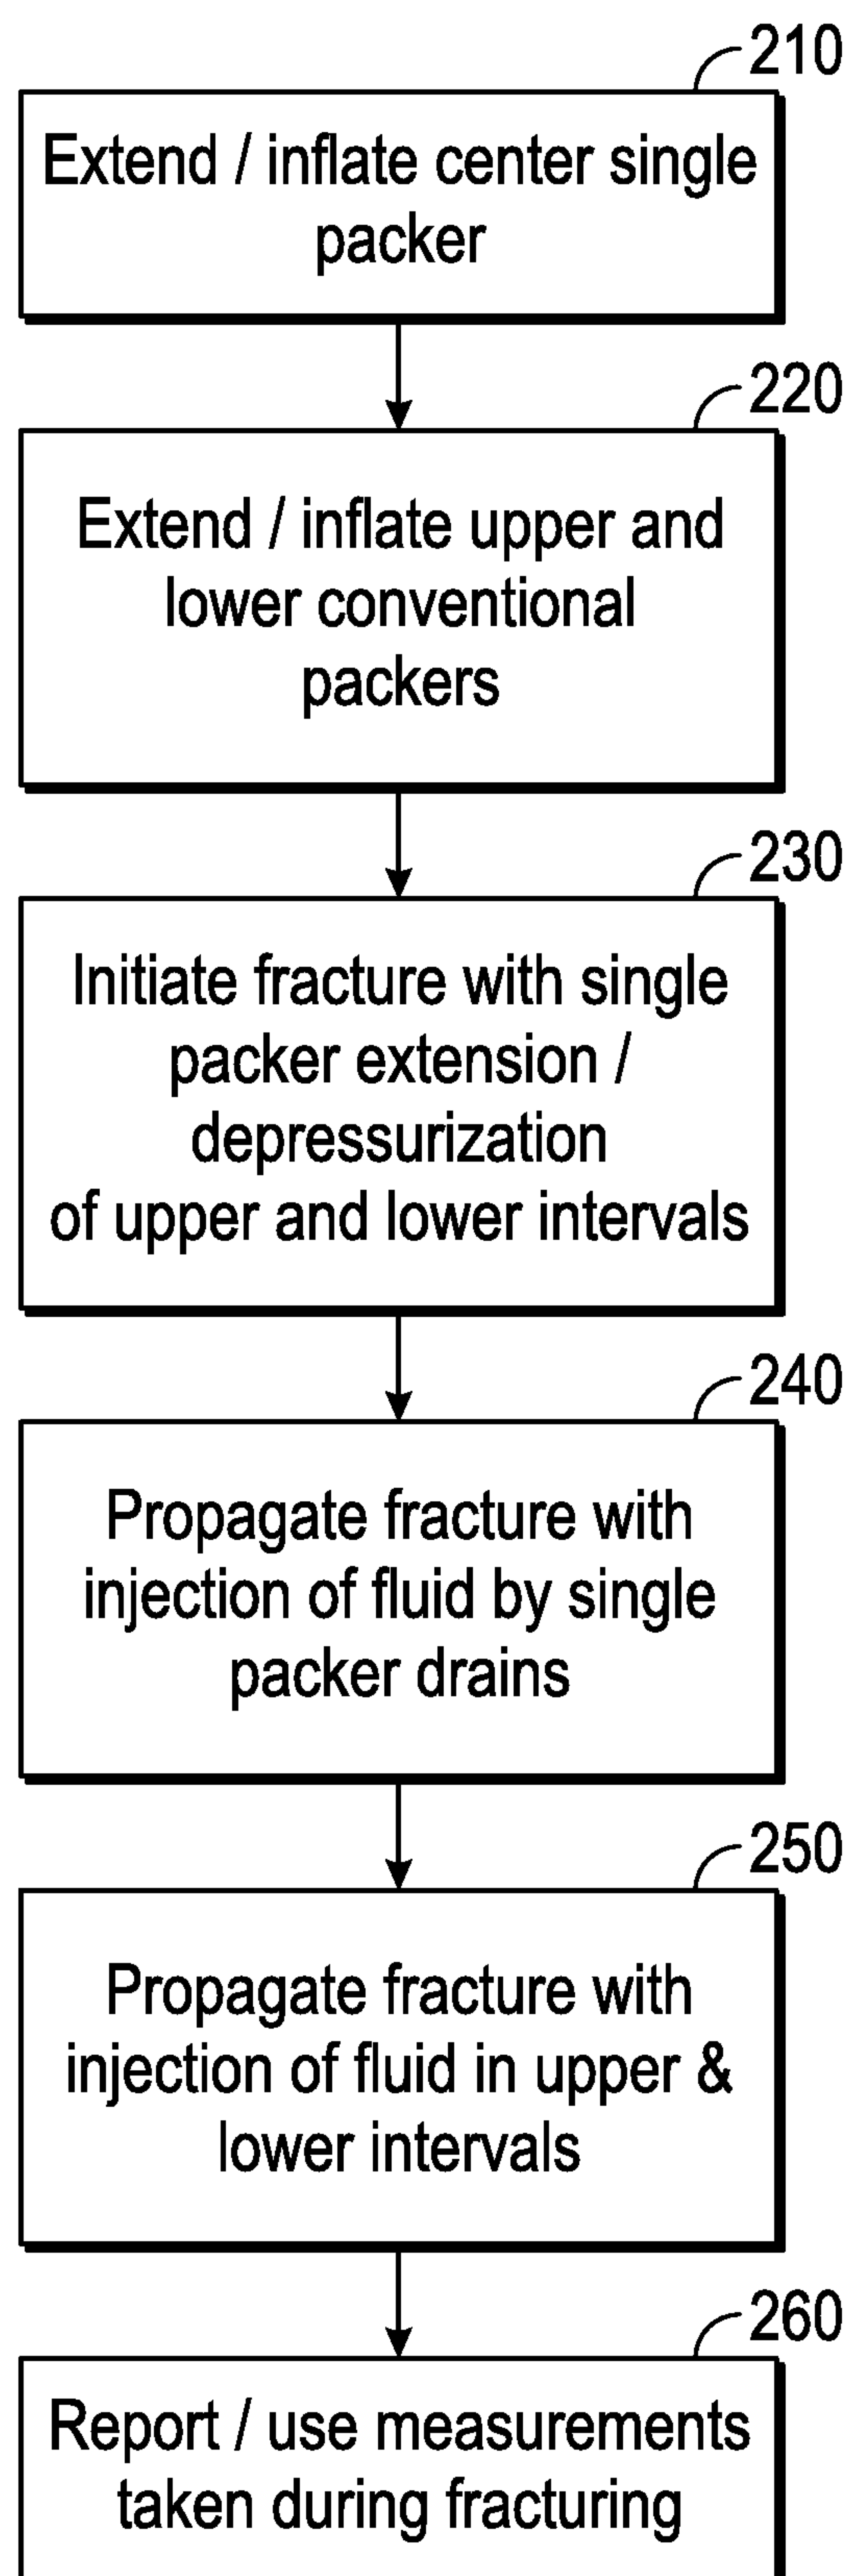 210
Extend / inflate center single
packer
220
Extend / inflate upper and
lower conventional
packers
230
Initiate fracture with single
packer extension /
depressurization
of upper and lower intervals
240
Propagate fracture with
injection of fluid by single
packer drains
250
Propagate fracture with
injection of fluid in upper &
lower intervals
260
Report / use measurements
taken during fracturing